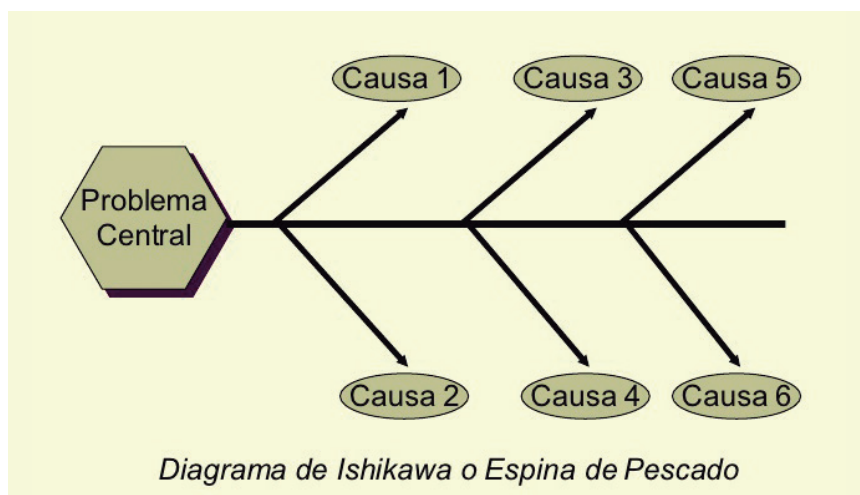 Causa 1
Causa 3
Causa 5
Problema
Central
Causa 2
Causa 4
Causa 6
Diagrama de Ishikawa o Espina de Pescado